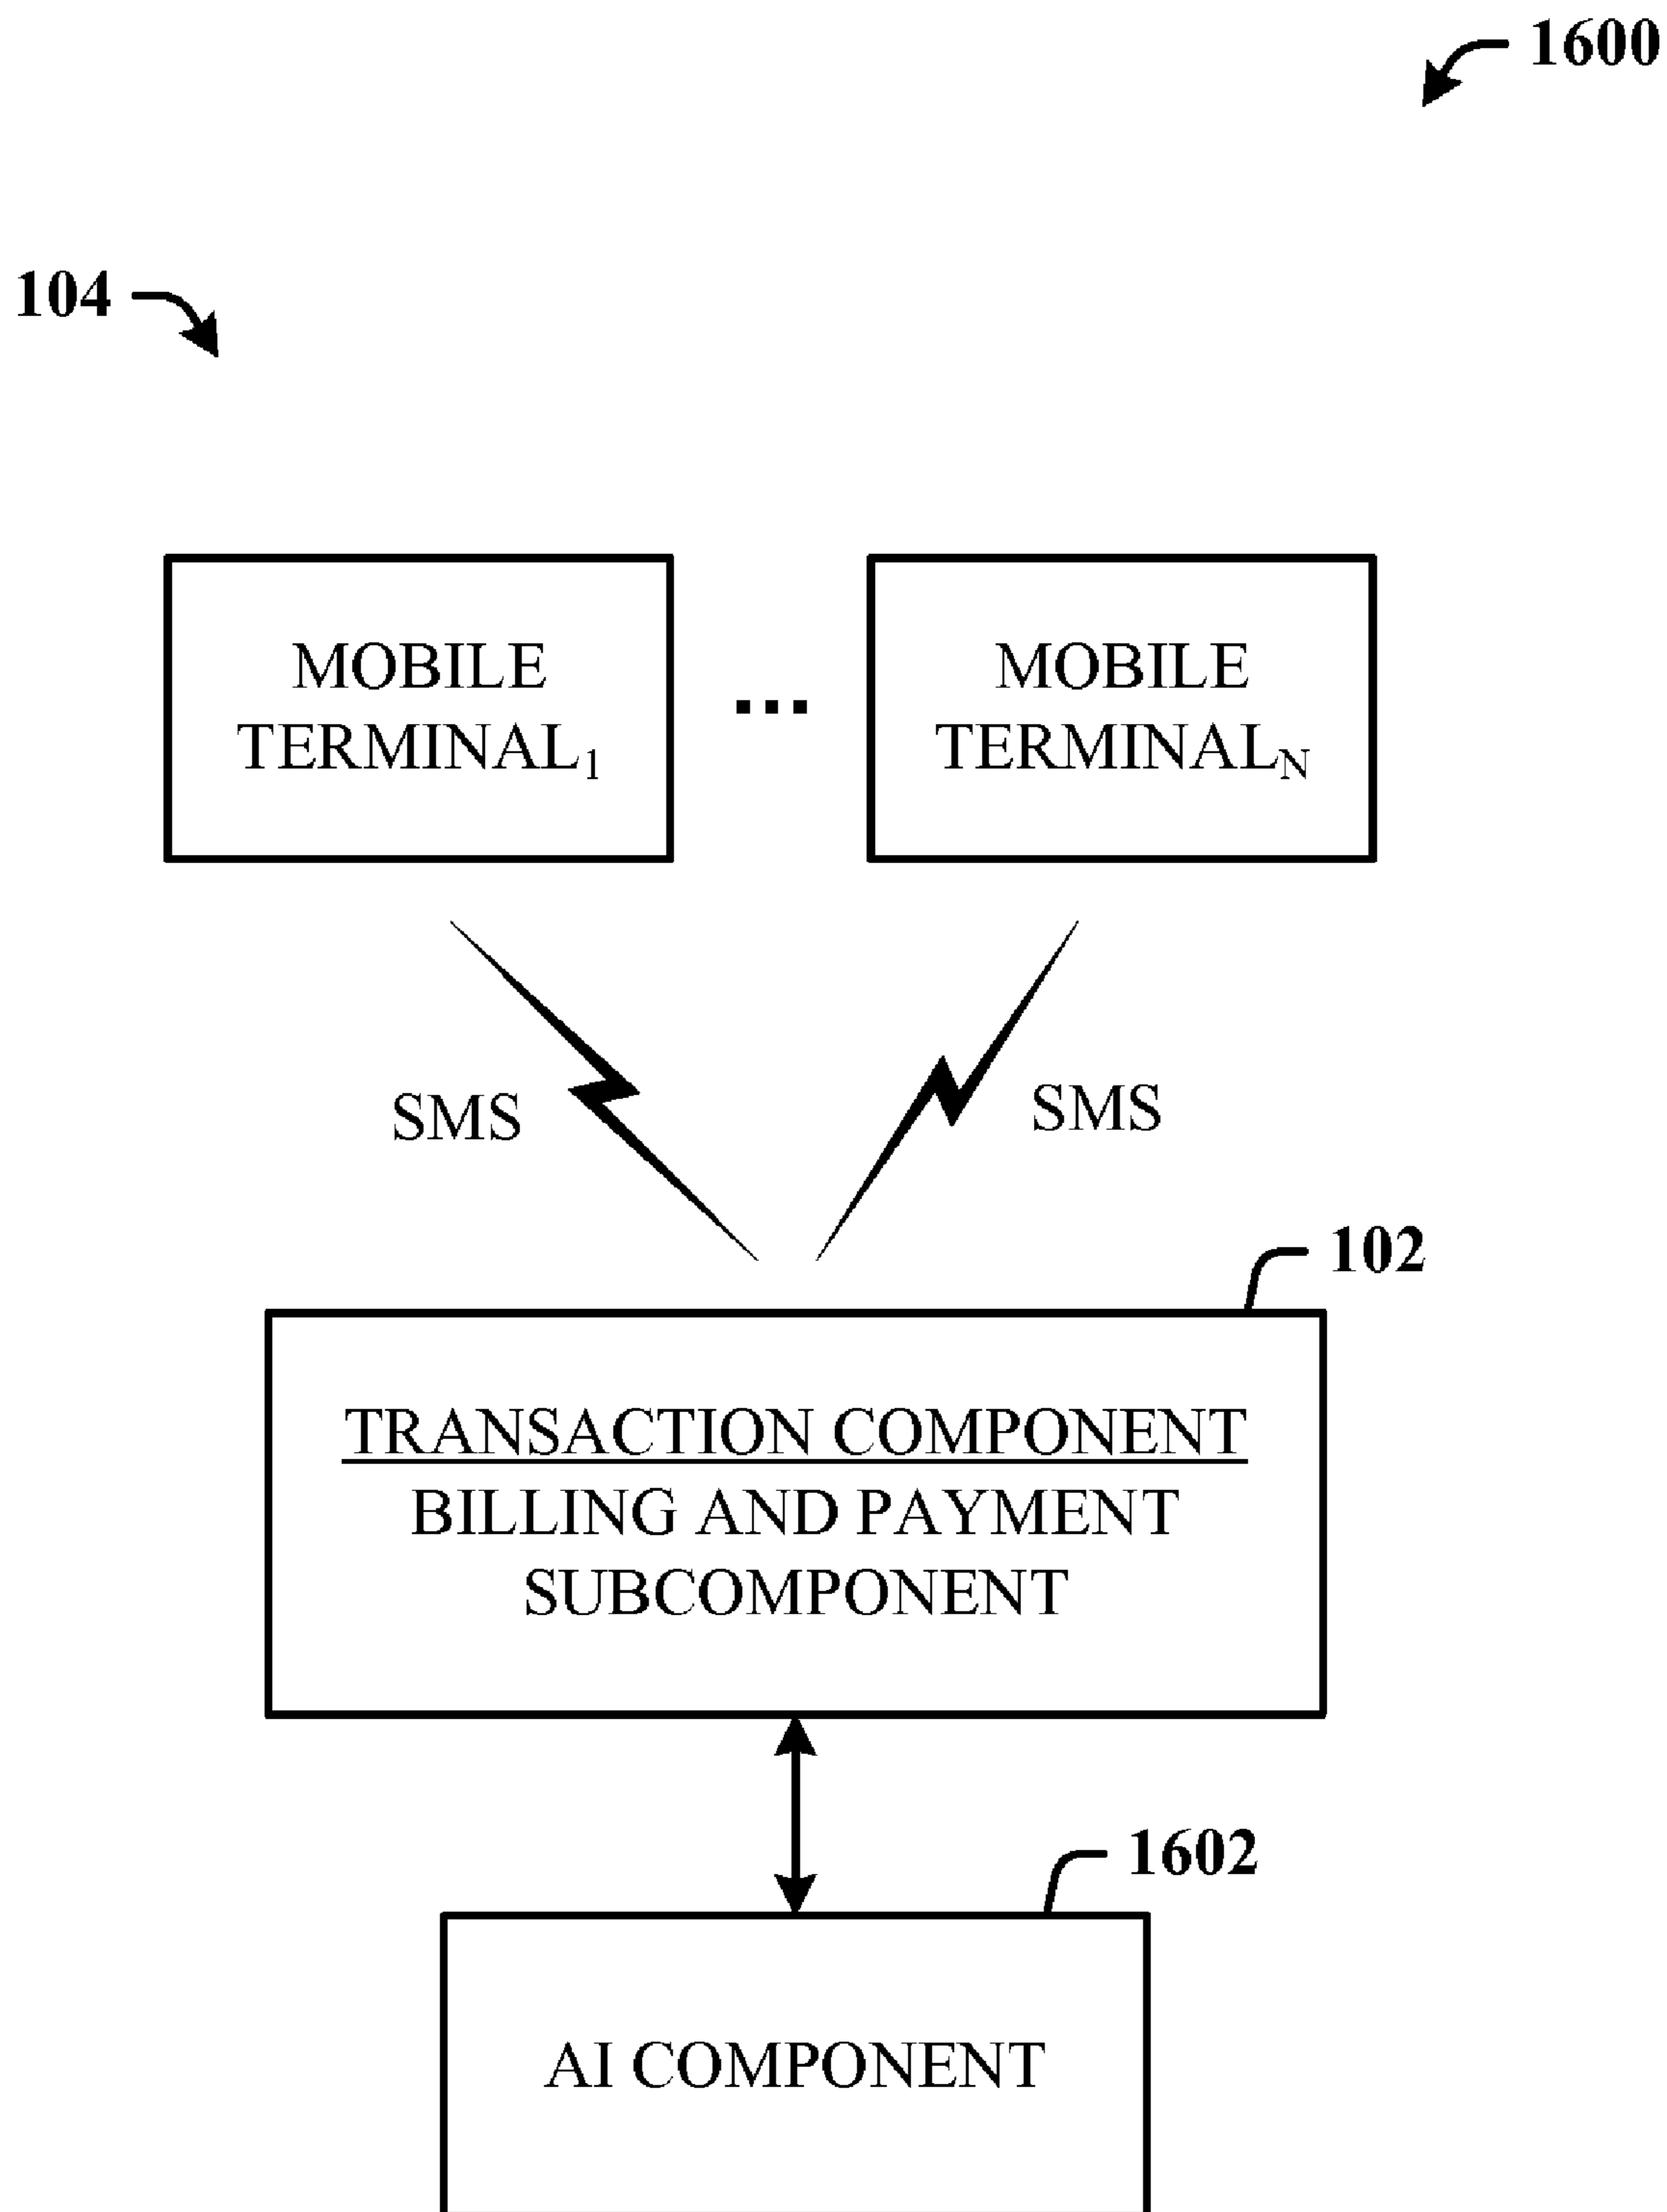 1600
104
MOBILE
TERMINAL1
...
MOBILE
TERMINALN
SMS
SMS
102
TRANSACTION COMPONENT
BILLING AND PAYMENT
SUBCOMPONENT
1602
AI COMPONENT